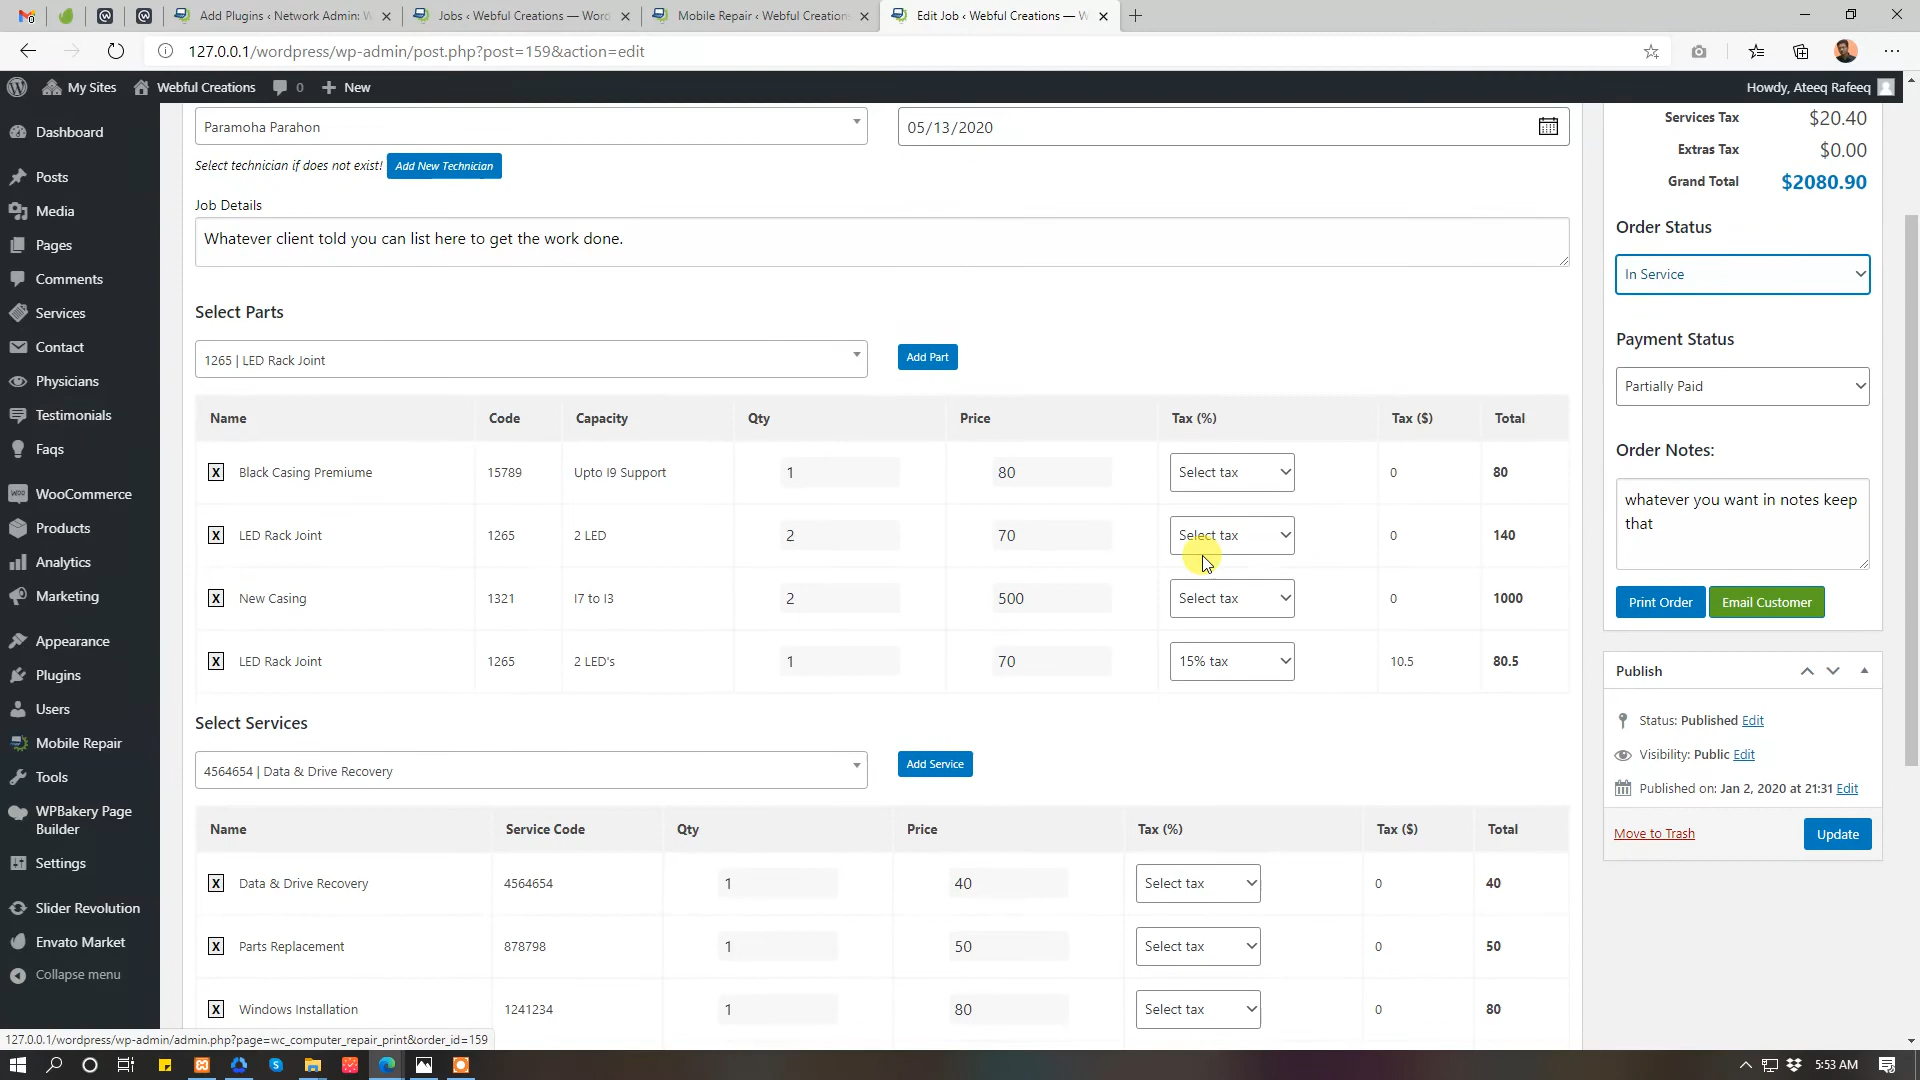 Add Plugins ‹ Network Admin: W
Jobs ‹ Webful Creations — Word
Mobile Repair ‹ Webful Creations
Edit Job ‹ Webful Creations — W
127.0.0.1/wordpress/wp-admin/post.php?post=159&action=edit
My Sites
Webful Creations
0
New
Howdy, Ateeq Rafeeq
Dashboard
Posts
Media
Pages
Comments
Services
Contact
Physicians
Testimonials
Faqs
WooCommerce
Products
Analytics
Marketing
Appearance
Plugins
Users
Mobile Repair
Tools
WPBakery Page
Builder
Settings
Slider Revolution
Envato Market
Collapse menu
Paramoha Parahon
05/13/2020
Select technician if does not exist! Add New Technician
Job Details
Whatever client told you can list here to get the work done.
Select Parts
1265 | LED Rack Joint
Add Part
Name Code Capacity Qty Price Tax (%) Tax ($) Total
X Black Casing Premiume 15789 Upto I9 Support 1 80 Select tax 0 80
X LED Rack Joint 1265 2 LED 2 70 Select tax 0 140
X New Casing 1321 I7 to I3 2 500 Select tax 0 1000
X LED Rack Joint 1265 2 LED's 1 70 15% tax 10.5 80.5
Select Services
4564654 | Data & Drive Recovery
Add Service
Name Service Code Qty Price Tax (%) Tax ($) Total
X Data & Drive Recovery 4564654 1 40 Select tax 0 40
X Parts Replacement 878798 1 50 Select tax 0 50
X Windows Installation 1241234 1 80 Select tax 0 80
Services Tax $20.40
Extras Tax $0.00
Grand Total $2080.90
Order Status
In Service
Payment Status
Partially Paid
Order Notes:
whatever you want in notes keep
that
Print Order
Email Customer
Publish
Status: Published Edit
Visibility: Public Edit
Published on: Jan 2, 2020 at 21:31 Edit
Move to Trash
Update
127.0.0.1/wordpress/wp-admin/admin.php?page=wc_computer_repair_print&order_id=159
5:53 AM